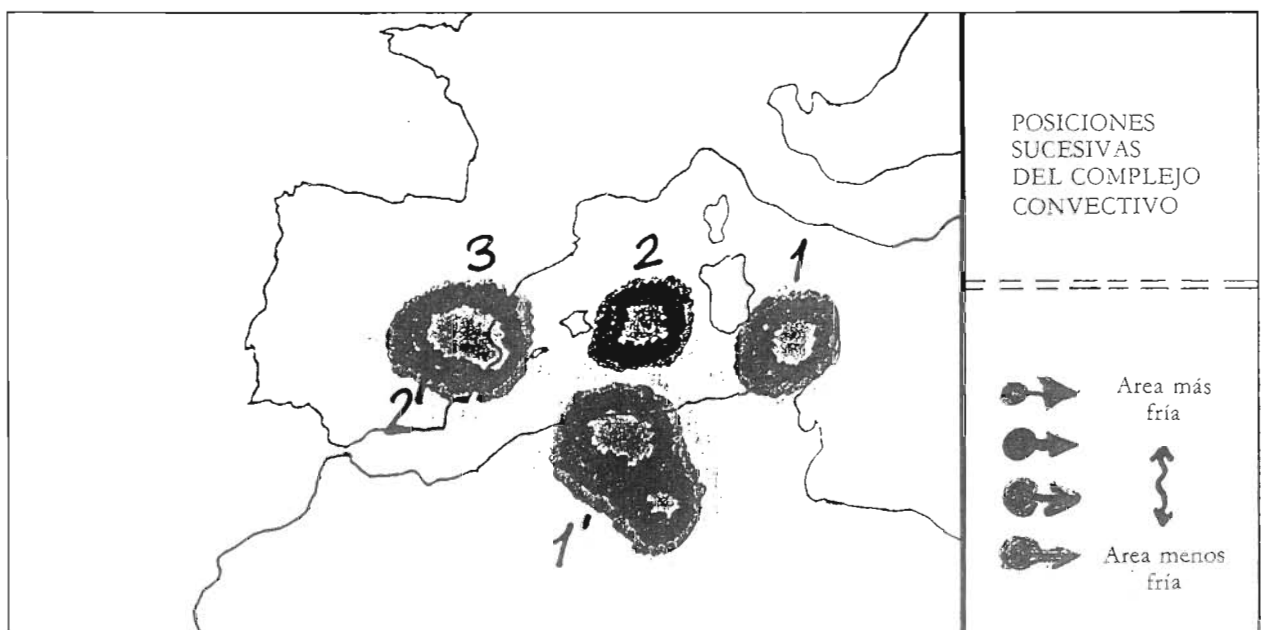 POSICIONES
SUCESIVAS
DEL COMPLEJO
CONVECTIVO
3
2
1
2'
1'
Area más
fría
Area menos
fría